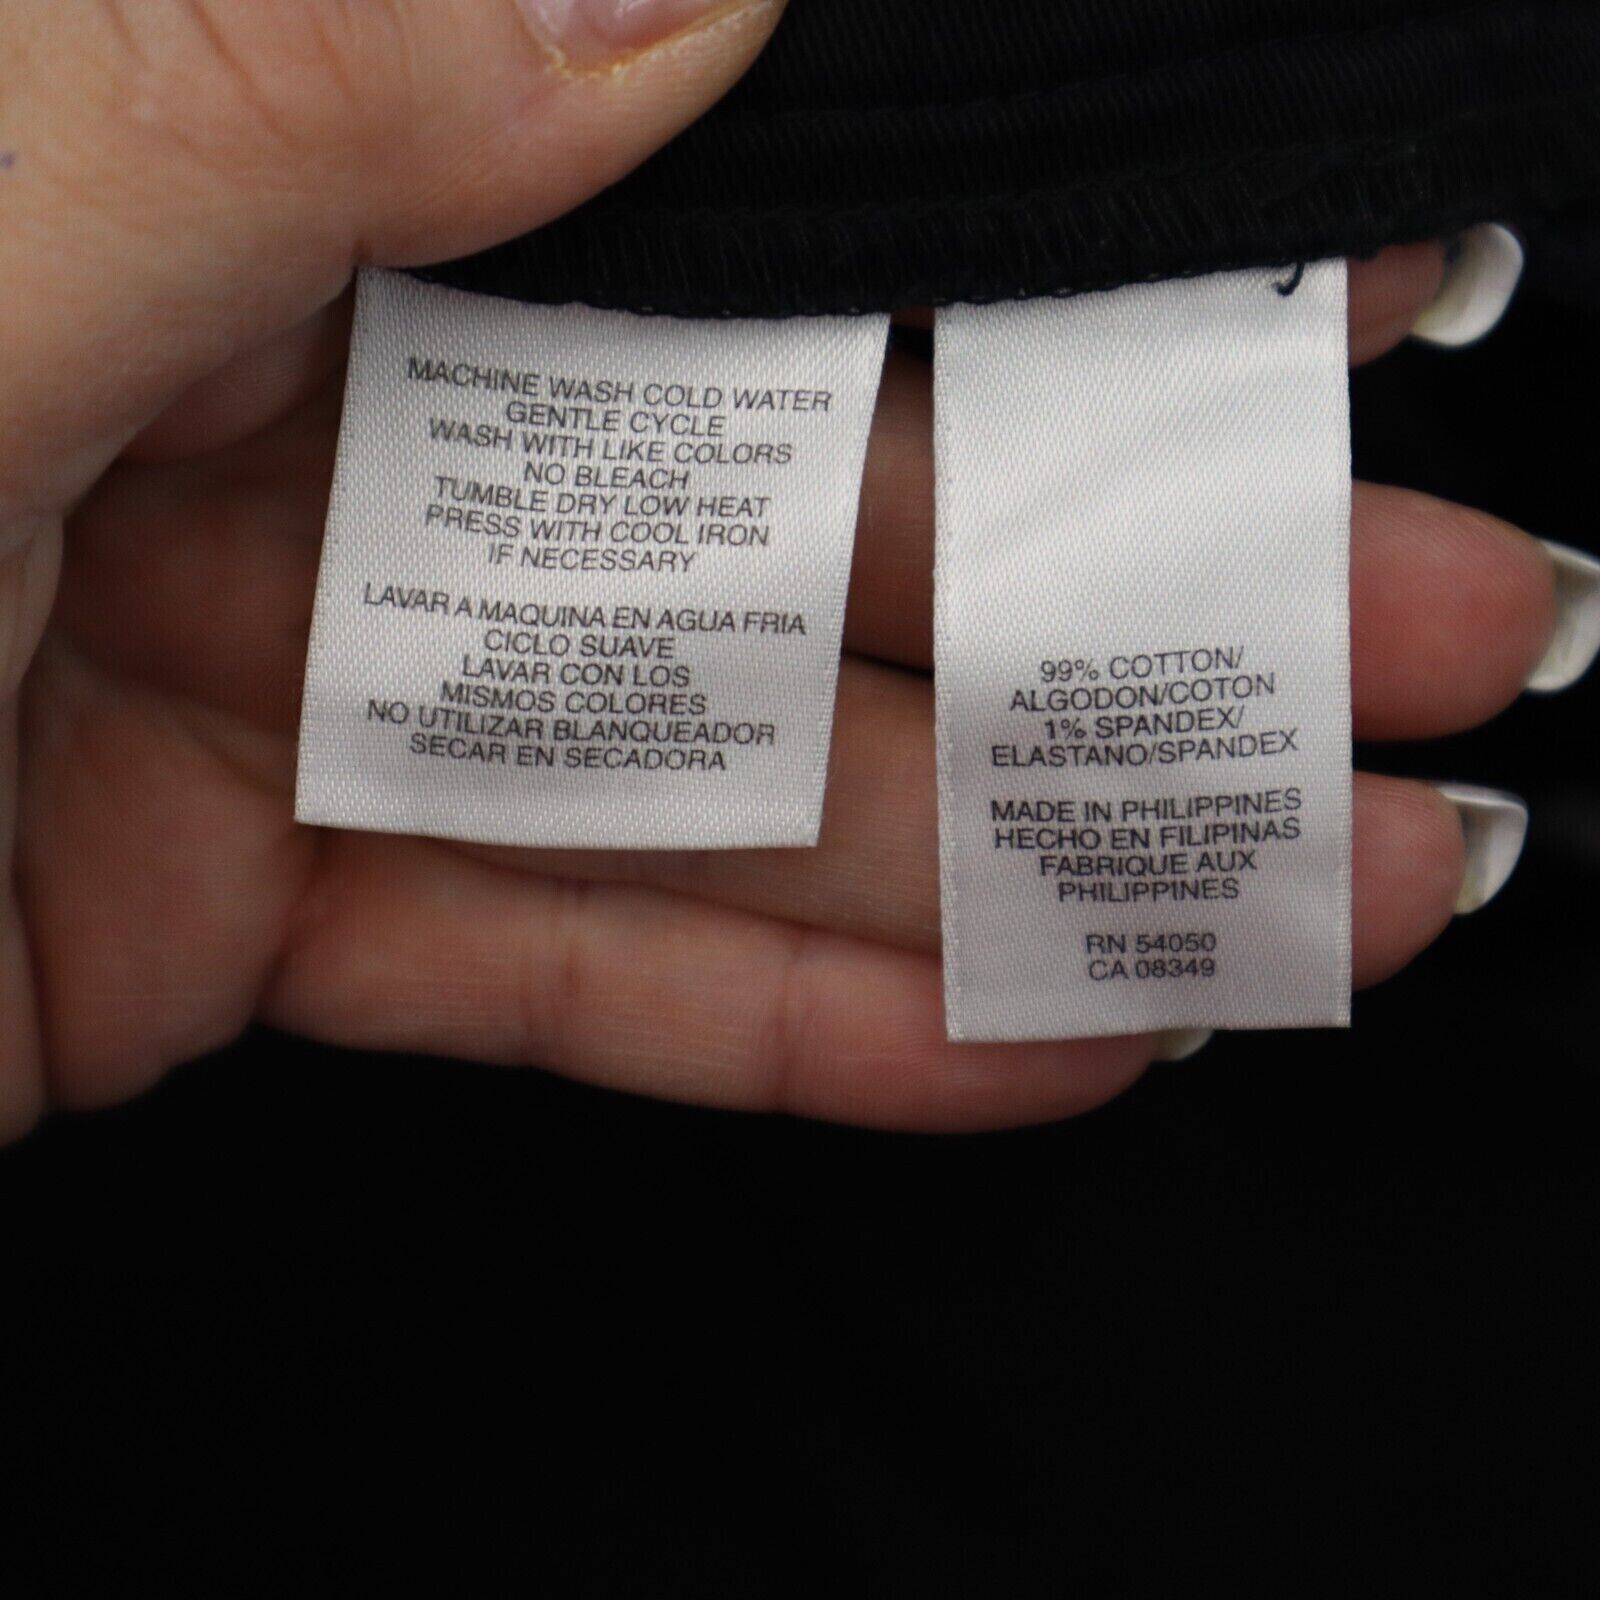 MACHINE WASH COLD WATER
GENTLE CYCLE
WASH WITH LIKE COLORS
NO BLEACH
TUMBLE DRY LOW HEAT
PRESS WITH COOL IRON
IF NECESSARY
LAVAR A MAQUINA EN AGUA FRIA
CICLO SUAVE
LAVAR CON LOS
MISMOS COLORES
NO UTILIZAR BLANQUEADOR
SECAR EN SECADORA
99% COTTON/
ALGODON/COTON
1% SPANDEX/
ELASTANO/SPANDEX
MADE IN PHILIPPINES
HECHO EN FILIPINAS
FABRIQUE AUX
PHILIPPINES
RN 54050
CA 08349